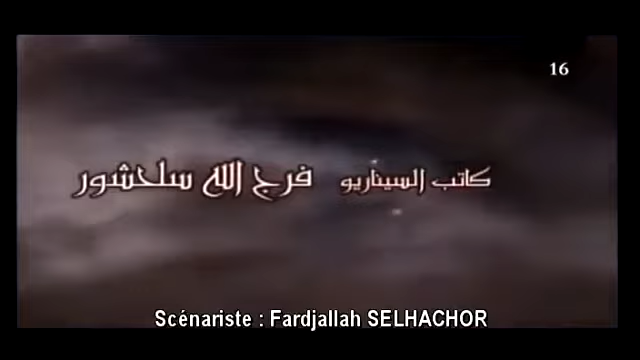 16
كاتب السيناريو فرج الله سلحشور
Scénariste : Fardjallah SELHACHOR